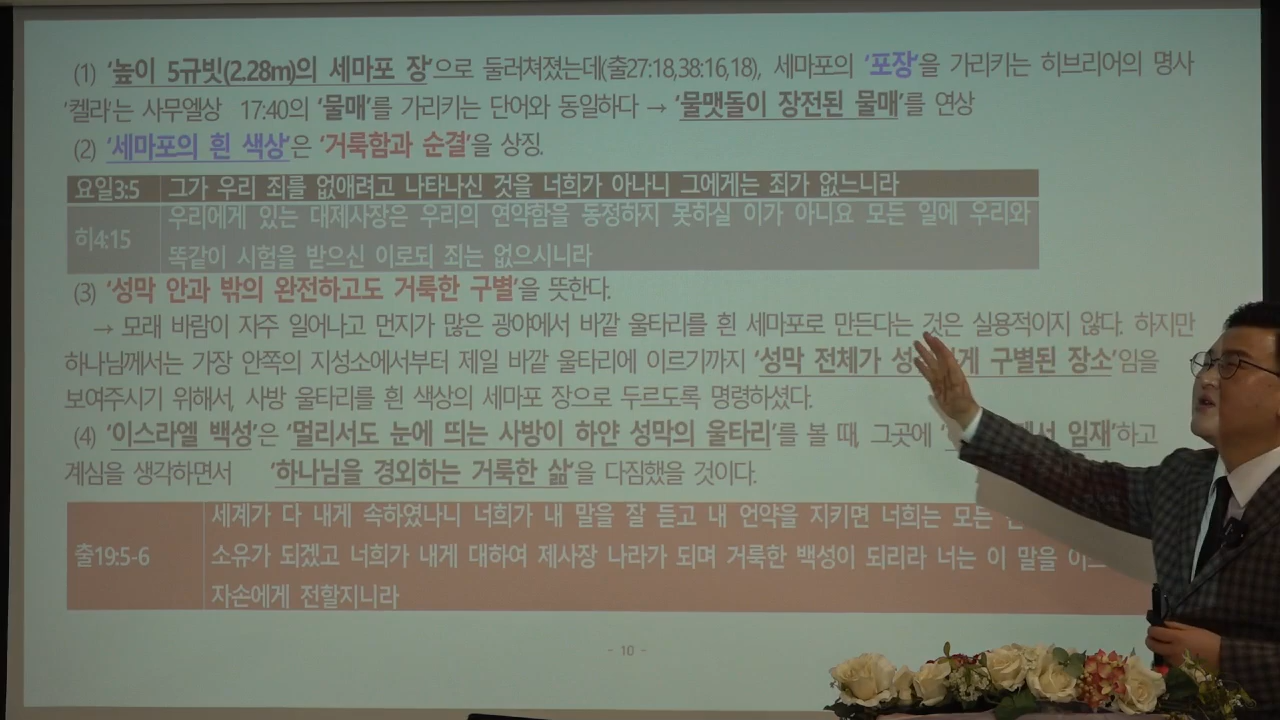 (1) '높이 5규빗(2.28m)의 세마포 장'으로 둘러쳐졌는데(출27:18,38:16,18), 세마포의 '포장'을 가리키는 히브리어의 명사
'켈라'는 사무엘상 17:40의 '물매'를 가리키는 단어와 동일하다 → '물맷돌이 장전된 물매'를 연상
(2) '세마포의 흰 색상'은 '거룩함과 순결'을 상징.
요일3:5 그가 우리 죄를 없애려고 나타나신 것을 너희가 아나니 그에게는 죄가 없느니라
히4:15 우리에게 있는 대제사장은 우리의 연약함을 동정하지 못하실 이가 아니요 모든 일에 우리와
똑같이 시험을 받으신 이로되 죄는 없으시니라
(3) '성막 안과 밖의 완전하고도 거룩한 구별'을 뜻한다.
→ 모래 바람이 자주 일어나고 먼지가 많은 광야에서 바깥 울타리를 흰 세마포로 만든다는 것은 실용적이지 않다. 하지만
하나님께서는 가장 안쪽의 지성소에서부터 제일 바깥 울타리에 이르기까지 '성막 전체가 구별된 장소'임을
보여주시기 위해서, 사방 울타리를 흰 색상의 세마포 장으로 두르도록 명령하셨다.
(4) '이스라엘 백성'은 '멀리서도 눈에 띄는 사방이 하얀 성막의 울타리'를 볼 때, 그곳에 임재'하고
계심을 생각하면서 '하나님을 경외하는 거룩한 삶'을 다짐했을 것이다.
출19:5-6 세계가 다 내게 속하였나니 너희가 내 말을 잘 듣고 내 언약을 지키면 너희는 모든
소유가 되겠고 너희가 내게 대하여 제사장 나라가 되며 거룩한 백성이 되리라 너는 이 말을
자손에게 전할지니라
- 10 -